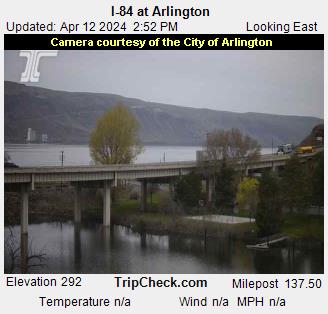 I-84 at Arlington
Updated: Apr 12 2024 2:52 PM Looking East
Camera courtesy of the City of Arlington
Elevation 292 TripCheck.com Milepost 137.50
Temperature n/a Wind n/a MPH n/a